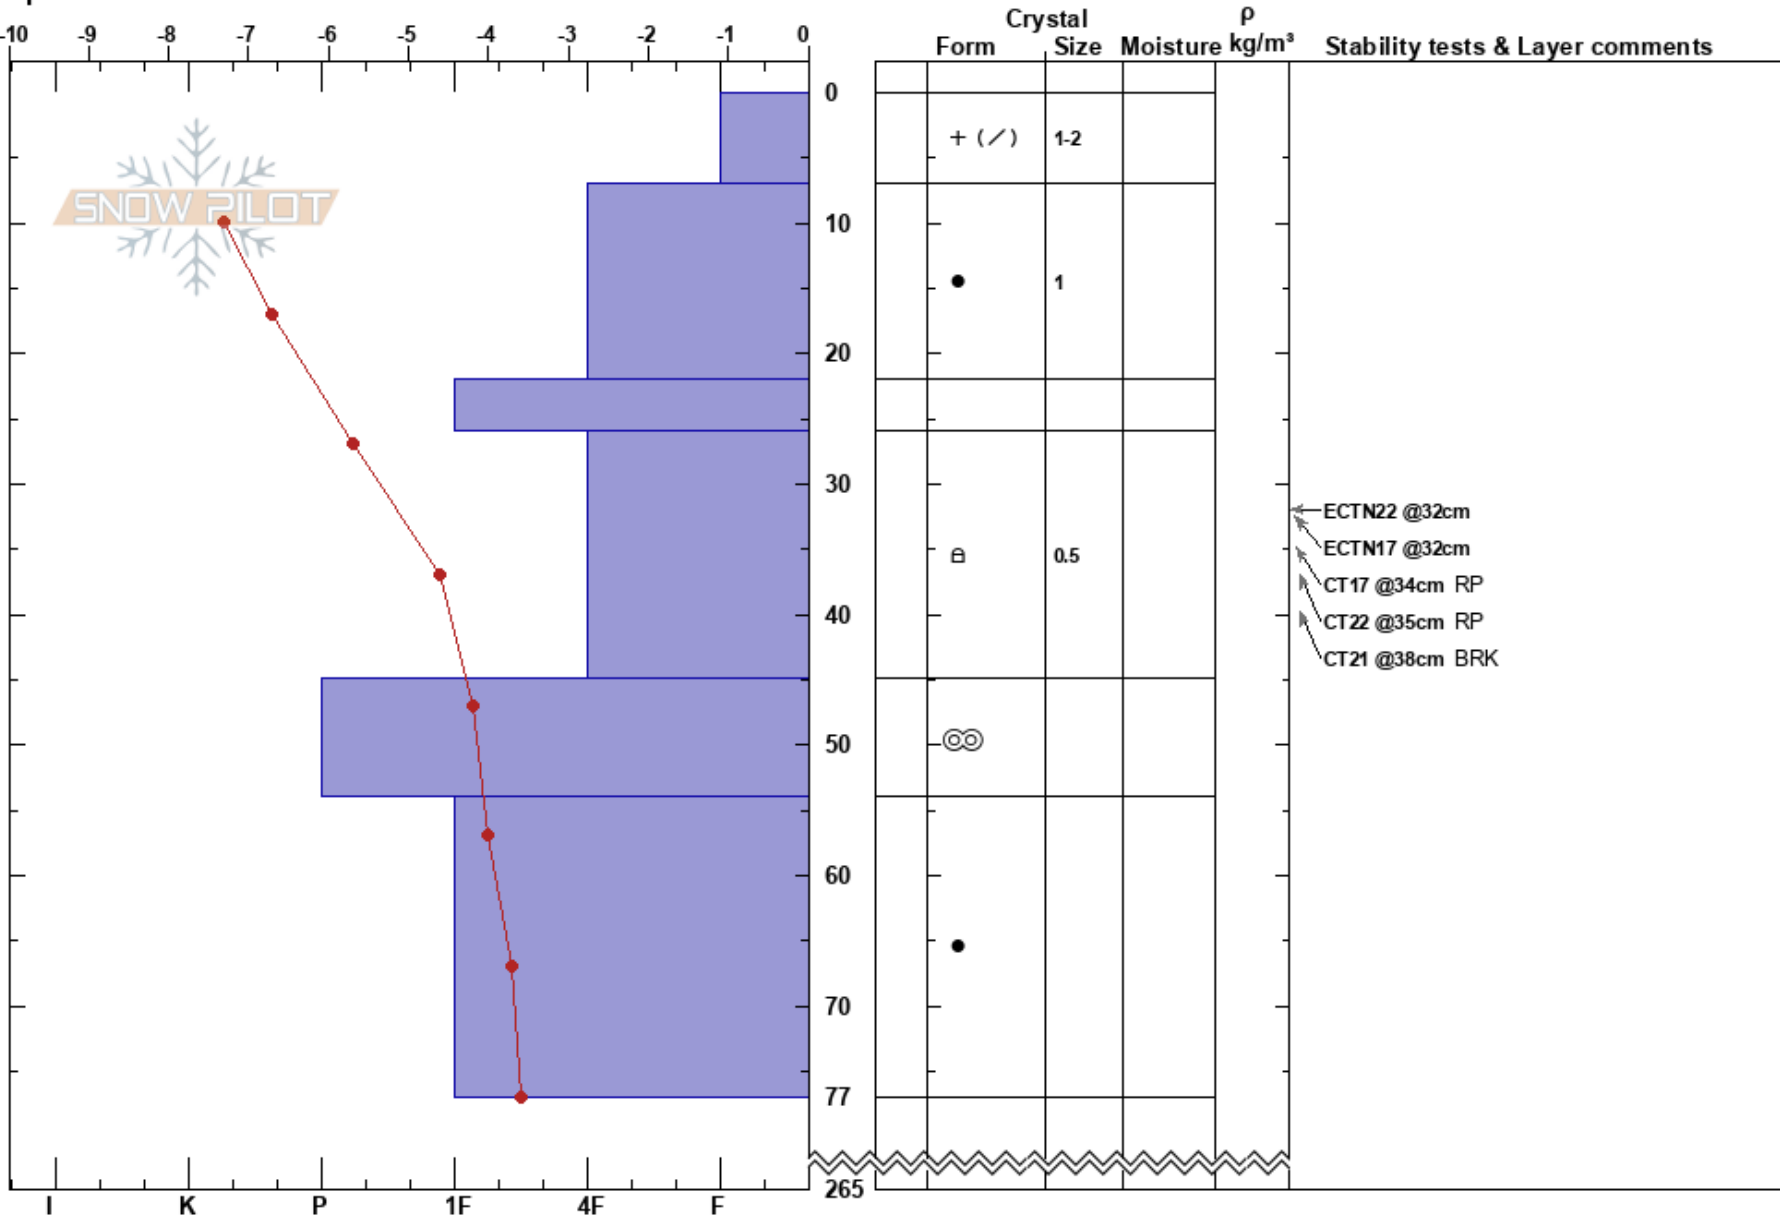 -10 -9 -8 -7 -6 -5 -4 -3 -2 -1 0
Crystal ρ
Form Size Moisture kg/m³ Stability tests & Layer comments
SNOW PILOT
0
+ (/) 1-2
10
1
20
30
ECTN22 @32cm
ECTN17 @32cm
0.5
CT17 @34cm RP
40
CT22 @35cm RP
CT21 @38cm BRK
50
60
70
77
265
I K P 1F 4F F